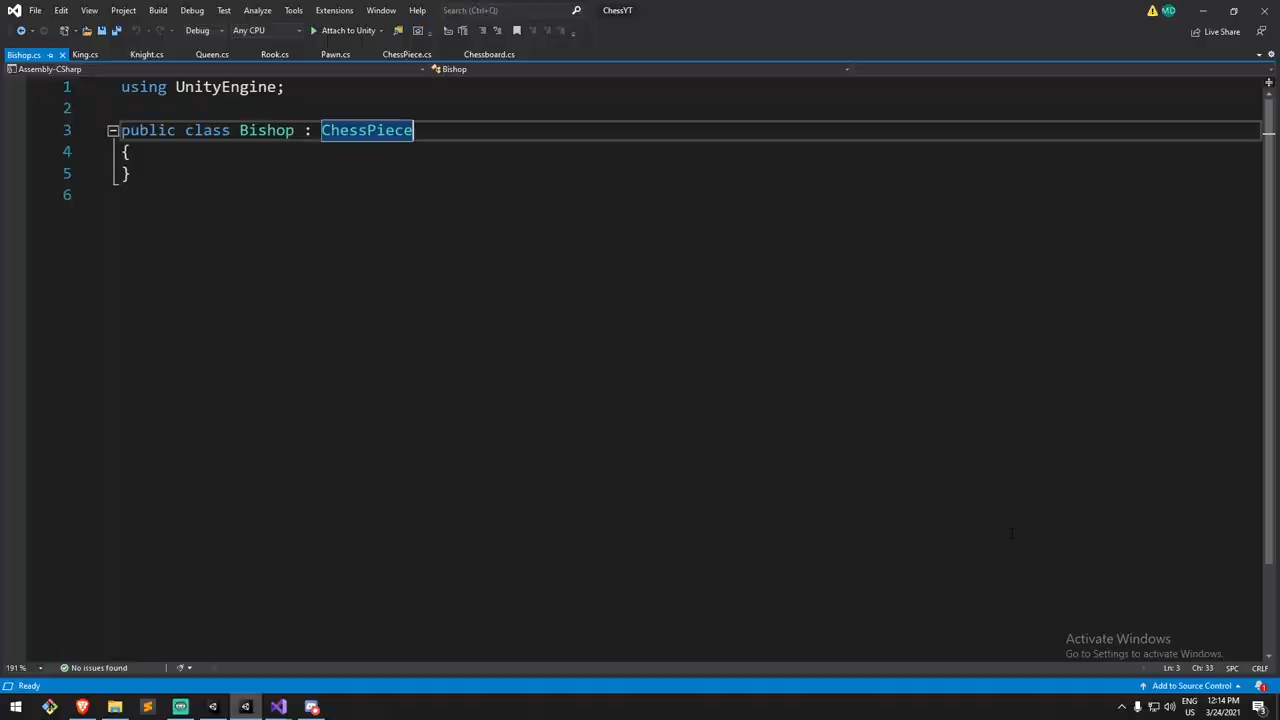 File Edit View Project Build Debug Test Analyze Tools Extensions Window Help Search (Ctrl+Q) ChessYT MD
Debug Any CPU Attach to Unity Live Share
Bishop.cs King.cs Knight.cs Queen.cs Rook.cs Pawn.cs ChessPiece.cs Chessboard.cs
Assembly-CSharp Bishop
1 using UnityEngine;
2
3 public class Bishop : ChessPiece
4 {
5 }
6
Activate Windows
Go to Settings to activate Windows.
191 % No issues found Ln: 3 Ch: 33 SPC CRLF
Ready Add to Source Control 1
ENG 12:14 PM
US 3/24/2021 3